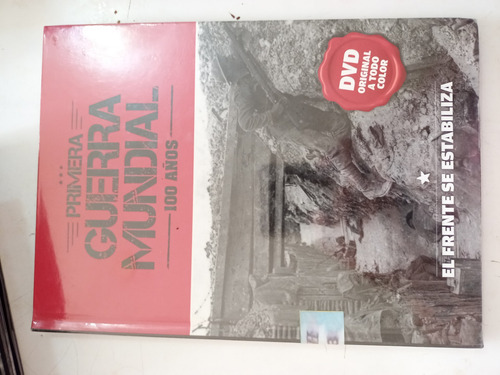 PRIMERA
GUERRA
MUNDIAL
100 AÑOS
DVD
ORIGINAL
A TODO
COLOR
EL FRENTE SE ESTABILIZA